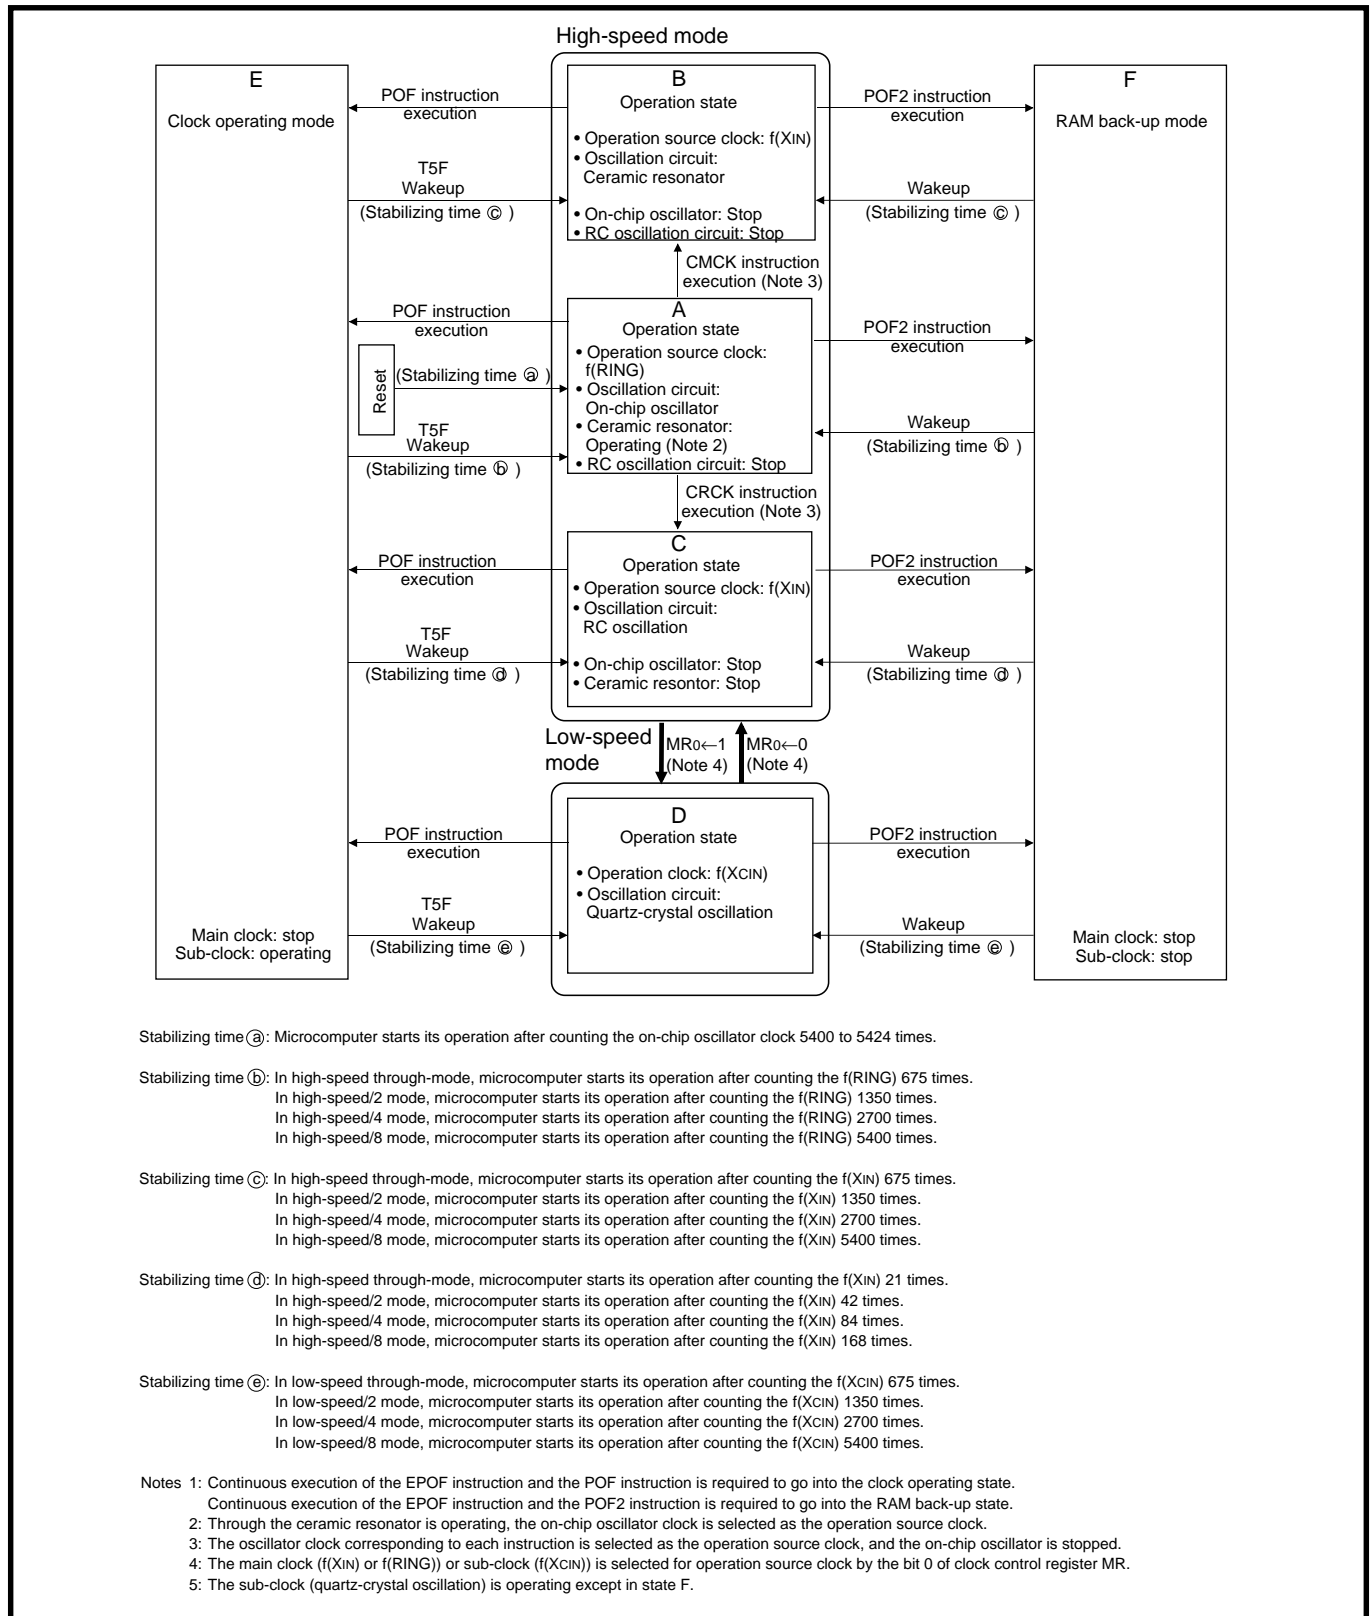 High-speed mode
E
Clock operating mode
POF instruction
execution
T5F
Wakeup
(Stabilizing time ⓒ )
POF instruction
execution
Reset
(Stabilizing time ⓐ )
T5F
Wakeup
(Stabilizing time ⓑ )
POF instruction
execution
T5F
Wakeup
(Stabilizing time ⓓ )
POF instruction
execution
T5F
Wakeup
(Stabilizing time ⓔ )
Main clock: stop
Sub-clock: operating
B
Operation state
• Operation source clock: f(XIN)
• Oscillation circuit:
Ceramic resonator
• On-chip oscillator: Stop
• RC oscillation circuit: Stop
CMCK instruction
execution (Note 3)
A
Operation state
• Operation source clock:
f(RING)
• Oscillation circuit:
On-chip oscillator
• Ceramic resonator:
Operating (Note 2)
• RC oscillation circuit: Stop
CRCK instruction
execution (Note 3)
C
Operation state
• Operation source clock: f(XIN)
• Oscillation circuit:
RC oscillation
• On-chip oscillator: Stop
• Ceramic resontor: Stop
Low-speed
mode
MR0←1
(Note 4)
MR0←0
(Note 4)
D
Operation state
• Operation clock: f(XCIN)
• Oscillation circuit:
Quartz-crystal oscillation
POF2 instruction
execution
Wakeup
(Stabilizing time ⓒ )
POF2 instruction
execution
Wakeup
(Stabilizing time ⓑ )
POF2 instruction
execution
Wakeup
(Stabilizing time ⓓ )
POF2 instruction
execution
Wakeup
(Stabilizing time ⓔ )
F
RAM back-up mode
Main clock: stop
Sub-clock: stop
Stabilizing time ⓐ: Microcomputer starts its operation after counting the on-chip oscillator clock 5400 to 5424 times.
Stabilizing time ⓑ: In high-speed through-mode, microcomputer starts its operation after counting the f(RING) 675 times.
In high-speed/2 mode, microcomputer starts its operation after counting the f(RING) 1350 times.
In high-speed/4 mode, microcomputer starts its operation after counting the f(RING) 2700 times.
In high-speed/8 mode, microcomputer starts its operation after counting the f(RING) 5400 times.
Stabilizing time ⓒ: In high-speed through-mode, microcomputer starts its operation after counting the f(XIN) 675 times.
In high-speed/2 mode, microcomputer starts its operation after counting the f(XIN) 1350 times.
In high-speed/4 mode, microcomputer starts its operation after counting the f(XIN) 2700 times.
In high-speed/8 mode, microcomputer starts its operation after counting the f(XIN) 5400 times.
Stabilizing time ⓓ: In high-speed through-mode, microcomputer starts its operation after counting the f(XIN) 21 times.
In high-speed/2 mode, microcomputer starts its operation after counting the f(XIN) 42 times.
In high-speed/4 mode, microcomputer starts its operation after counting the f(XIN) 84 times.
In high-speed/8 mode, microcomputer starts its operation after counting the f(XIN) 168 times.
Stabilizing time ⓔ: In low-speed through-mode, microcomputer starts its operation after counting the f(XCIN) 675 times.
In low-speed/2 mode, microcomputer starts its operation after counting the f(XCIN) 1350 times.
In low-speed/4 mode, microcomputer starts its operation after counting the f(XCIN) 2700 times.
In low-speed/8 mode, microcomputer starts its operation after counting the f(XCIN) 5400 times.
Notes 1: Continuous execution of the EPOF instruction and the POF instruction is required to go into the clock operating state.
Continuous execution of the EPOF instruction and the POF2 instruction is required to go into the RAM back-up state.
2: Through the ceramic resonator is operating, the on-chip oscillator clock is selected as the operation source clock.
3: The oscillator clock corresponding to each instruction is selected as the operation source clock, and the on-chip oscillator is stopped.
4: The main clock (f(XIN) or f(RING)) or sub-clock (f(XCIN)) is selected for operation source clock by the bit 0 of clock control register MR.
5: The sub-clock (quartz-crystal oscillation) is operating except in state F.